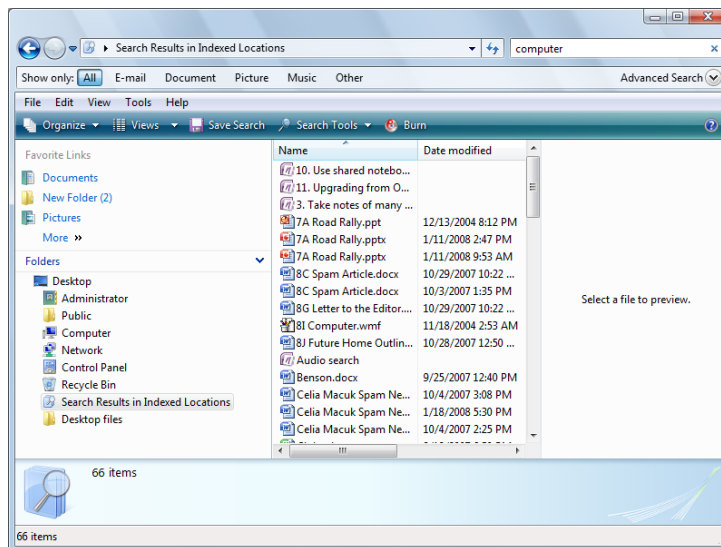 Search Results in Indexed Locations
computer
Show only: All E-mail Document Picture Music Other Advanced Search
File Edit View Tools Help
Organize Views Save Search Search Tools Burn
Favorite Links
Documents
New Folder (2)
Pictures
More »
Folders
Desktop
Administrator
Public
Computer
Network
Control Panel
Recycle Bin
Search Results in Indexed Locations
Desktop files
Name Date modified
10. Use shared notebo...
11. Upgrading from O...
3. Take notes of many ...
7A Road Rally.ppt 12/13/2004 8:12 PM
7A Road Rally.pptx 1/11/2008 2:47 PM
7A Road Rally.pptx 1/11/2008 9:53 AM
8C Spam Article.docx 10/29/2007 10:22 ...
8C Spam Article.docx 10/3/2007 1:35 PM
8G Letter to the Editor.... 10/29/2007 10:22 ...
8I Computer.wmf 11/18/2004 2:53 AM
8J Future Home Outlin... 10/28/2007 12:50 ...
Audio search
Benson.docx 9/25/2007 12:40 PM
Celia Macuk Spam Ne... 10/4/2007 3:08 PM
Celia Macuk Spam Ne... 1/18/2008 5:30 PM
Celia Macuk Spam Ne... 10/4/2007 2:25 PM
Select a file to preview.
66 items
66 items